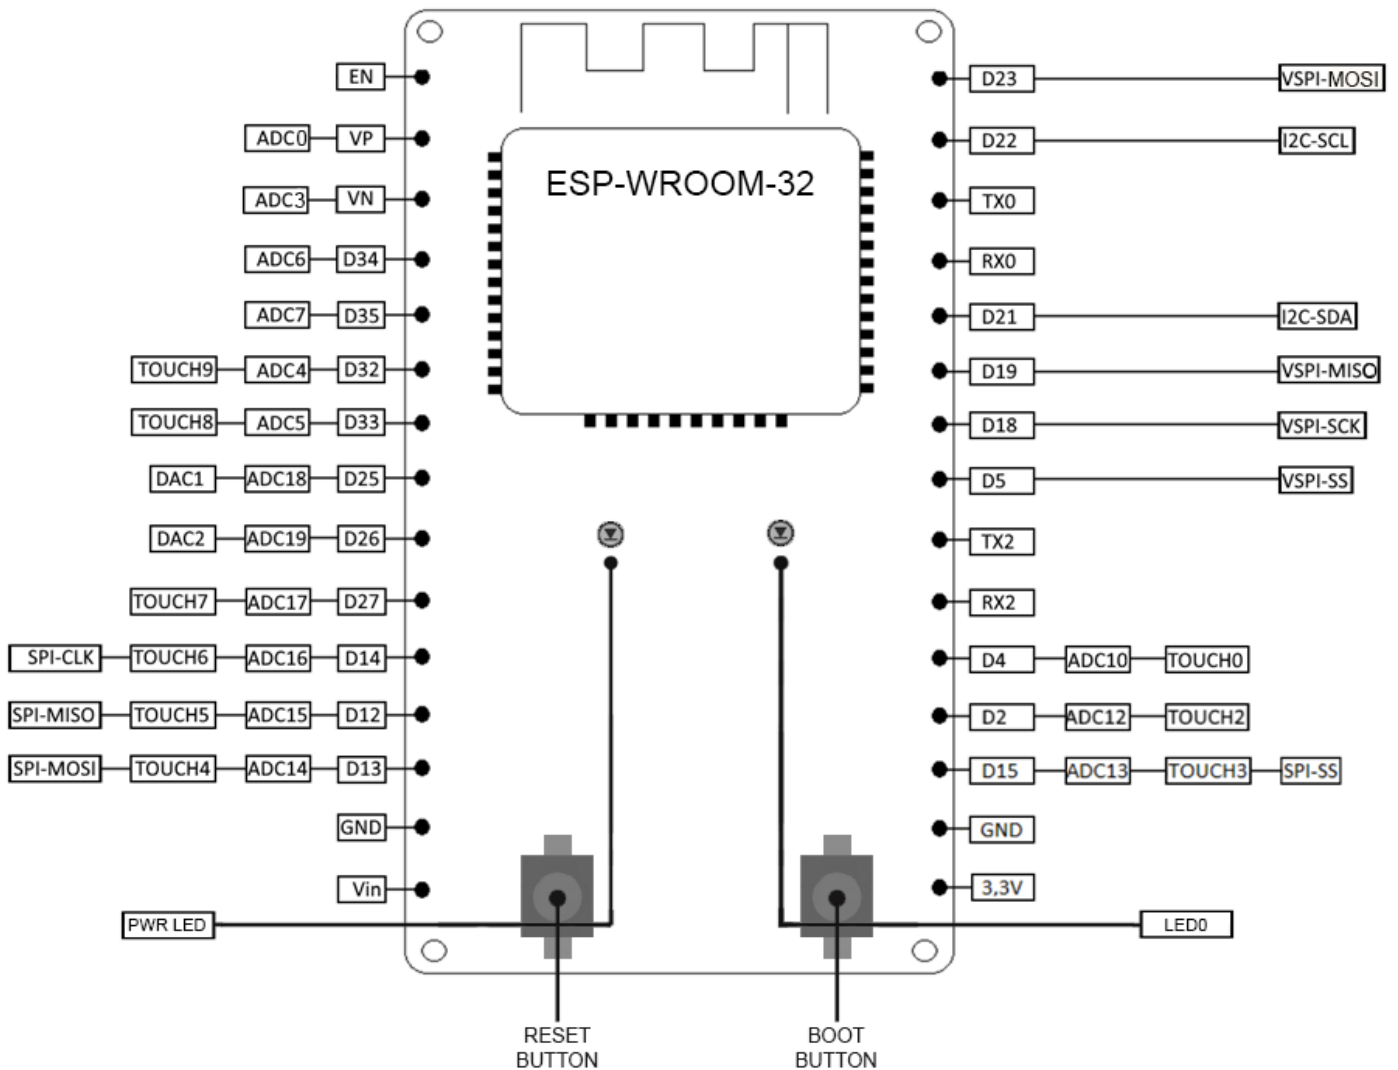 EN D23 VSPI-MOSI
ADC0 VP D22 I2C-SCL
ESP-WROOM-32
ADC3 VN TX0
ADC6 D34 RX0
ADC7 D35 D21 I2C-SDA
TOUCH9 ADC4 D32 D19 VSPI-MISO
TOUCH8 ADC5 D33 D18 VSPI-SCK
DAC1 ADC18 D25 D5 VSPI-SS
DAC2 ADC19 D26 TX2
TOUCH7 ADC17 D27 RX2
SPI-CLK TOUCH6 ADC16 D14 D4 ADC10 TOUCH0
SPI-MISO TOUCH5 ADC15 D12 D2 ADC12 TOUCH2
SPI-MOSI TOUCH4 ADC14 D13 D15 ADC13 TOUCH3 SPI-SS
GND GND
Vin 3,3V
PWR LED LED0
RESET BOOT
BUTTON BUTTON